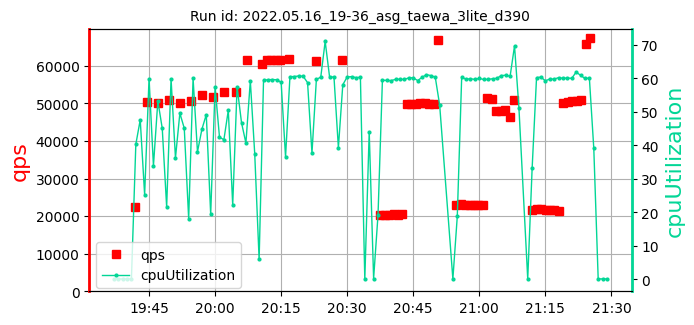 Run id: 2022.05.16_19-36_asg_taewa_3lite_d390
qps
60000
50000
40000
30000
20000
10000
0
70
60
50
40
30
20
10
0
cpuUtilization
qps
cpuUtilization
19:45 20:00 20:15 20:30 20:45 21:00 21:15 21:30